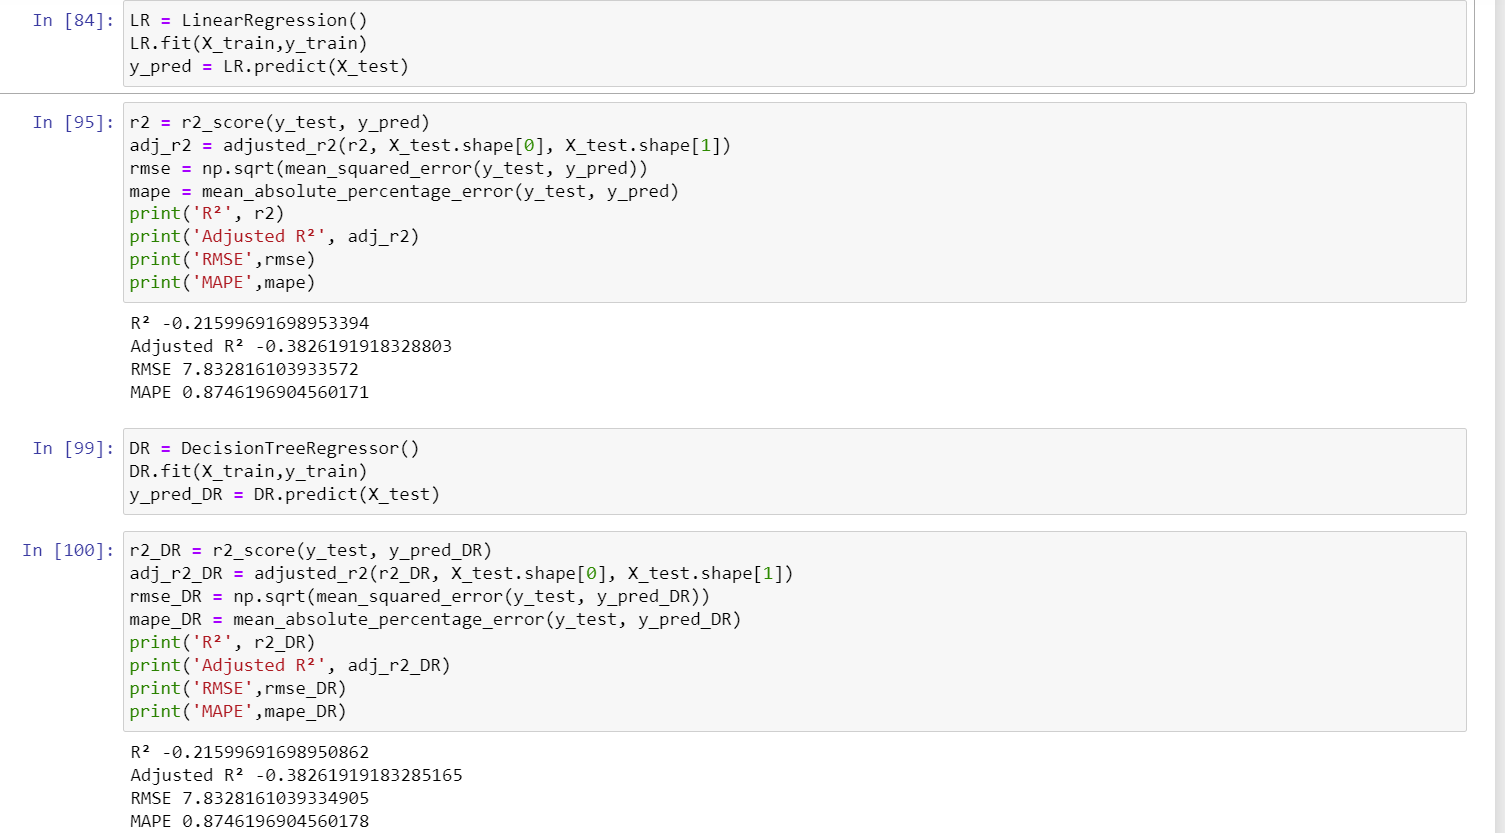 In [84]:
LR = LinearRegression()
LR.fit(X_train,y_train)
y_pred = LR.predict(X_test)
In [95]:
r2 = r2_score(y_test, y_pred)
adj_r2 = adjusted_r2(r2, X_test.shape[0], X_test.shape[1])
rmse = np.sqrt(mean_squared_error(y_test, y_pred))
mape = mean_absolute_percentage_error(y_test, y_pred)
print('R²', r2)
print('Adjusted R²', adj_r2)
print('RMSE',rmse)
print('MAPE',mape)
R² -0.21599691698953394
Adjusted R² -0.3826191918328803
RMSE 7.832816103933572
MAPE 0.8746196904560171
In [99]:
DR = DecisionTreeRegressor()
DR.fit(X_train,y_train)
y_pred_DR = DR.predict(X_test)
In [100]:
r2_DR = r2_score(y_test, y_pred_DR)
adj_r2_DR = adjusted_r2(r2_DR, X_test.shape[0], X_test.shape[1])
rmse_DR = np.sqrt(mean_squared_error(y_test, y_pred_DR))
mape_DR = mean_absolute_percentage_error(y_test, y_pred_DR)
print('R²', r2_DR)
print('Adjusted R²', adj_r2_DR)
print('RMSE',rmse_DR)
print('MAPE',mape_DR)
R² -0.21599691698950862
Adjusted R² -0.38261919183285165
RMSE 7.8328161039334905
MAPE 0.8746196904560178